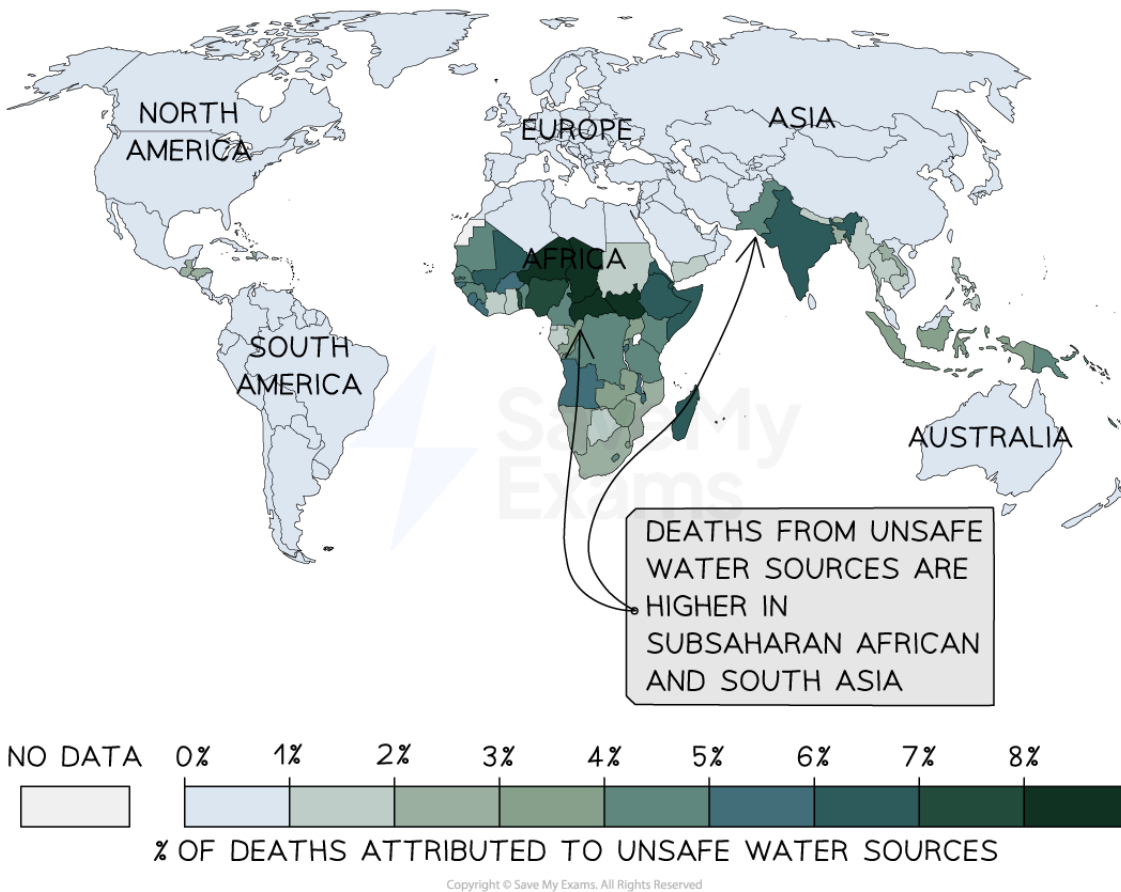 NORTH
AMERICA
EUROPE
ASIA
AFRICA
SOUTH
AMERICA
AUSTRALIA
SaveMy
Exams
DEATHS FROM UNSAFE
WATER SOURCES ARE
HIGHER IN
SUBSAHARAN AFRICAN
AND SOUTH ASIA
NO DATA 0% 1% 2% 3% 4% 5% 6% 7% 8%
% OF DEATHS ATTRIBUTED TO UNSAFE WATER SOURCES
Copyright © Save My Exams. All Rights Reserved